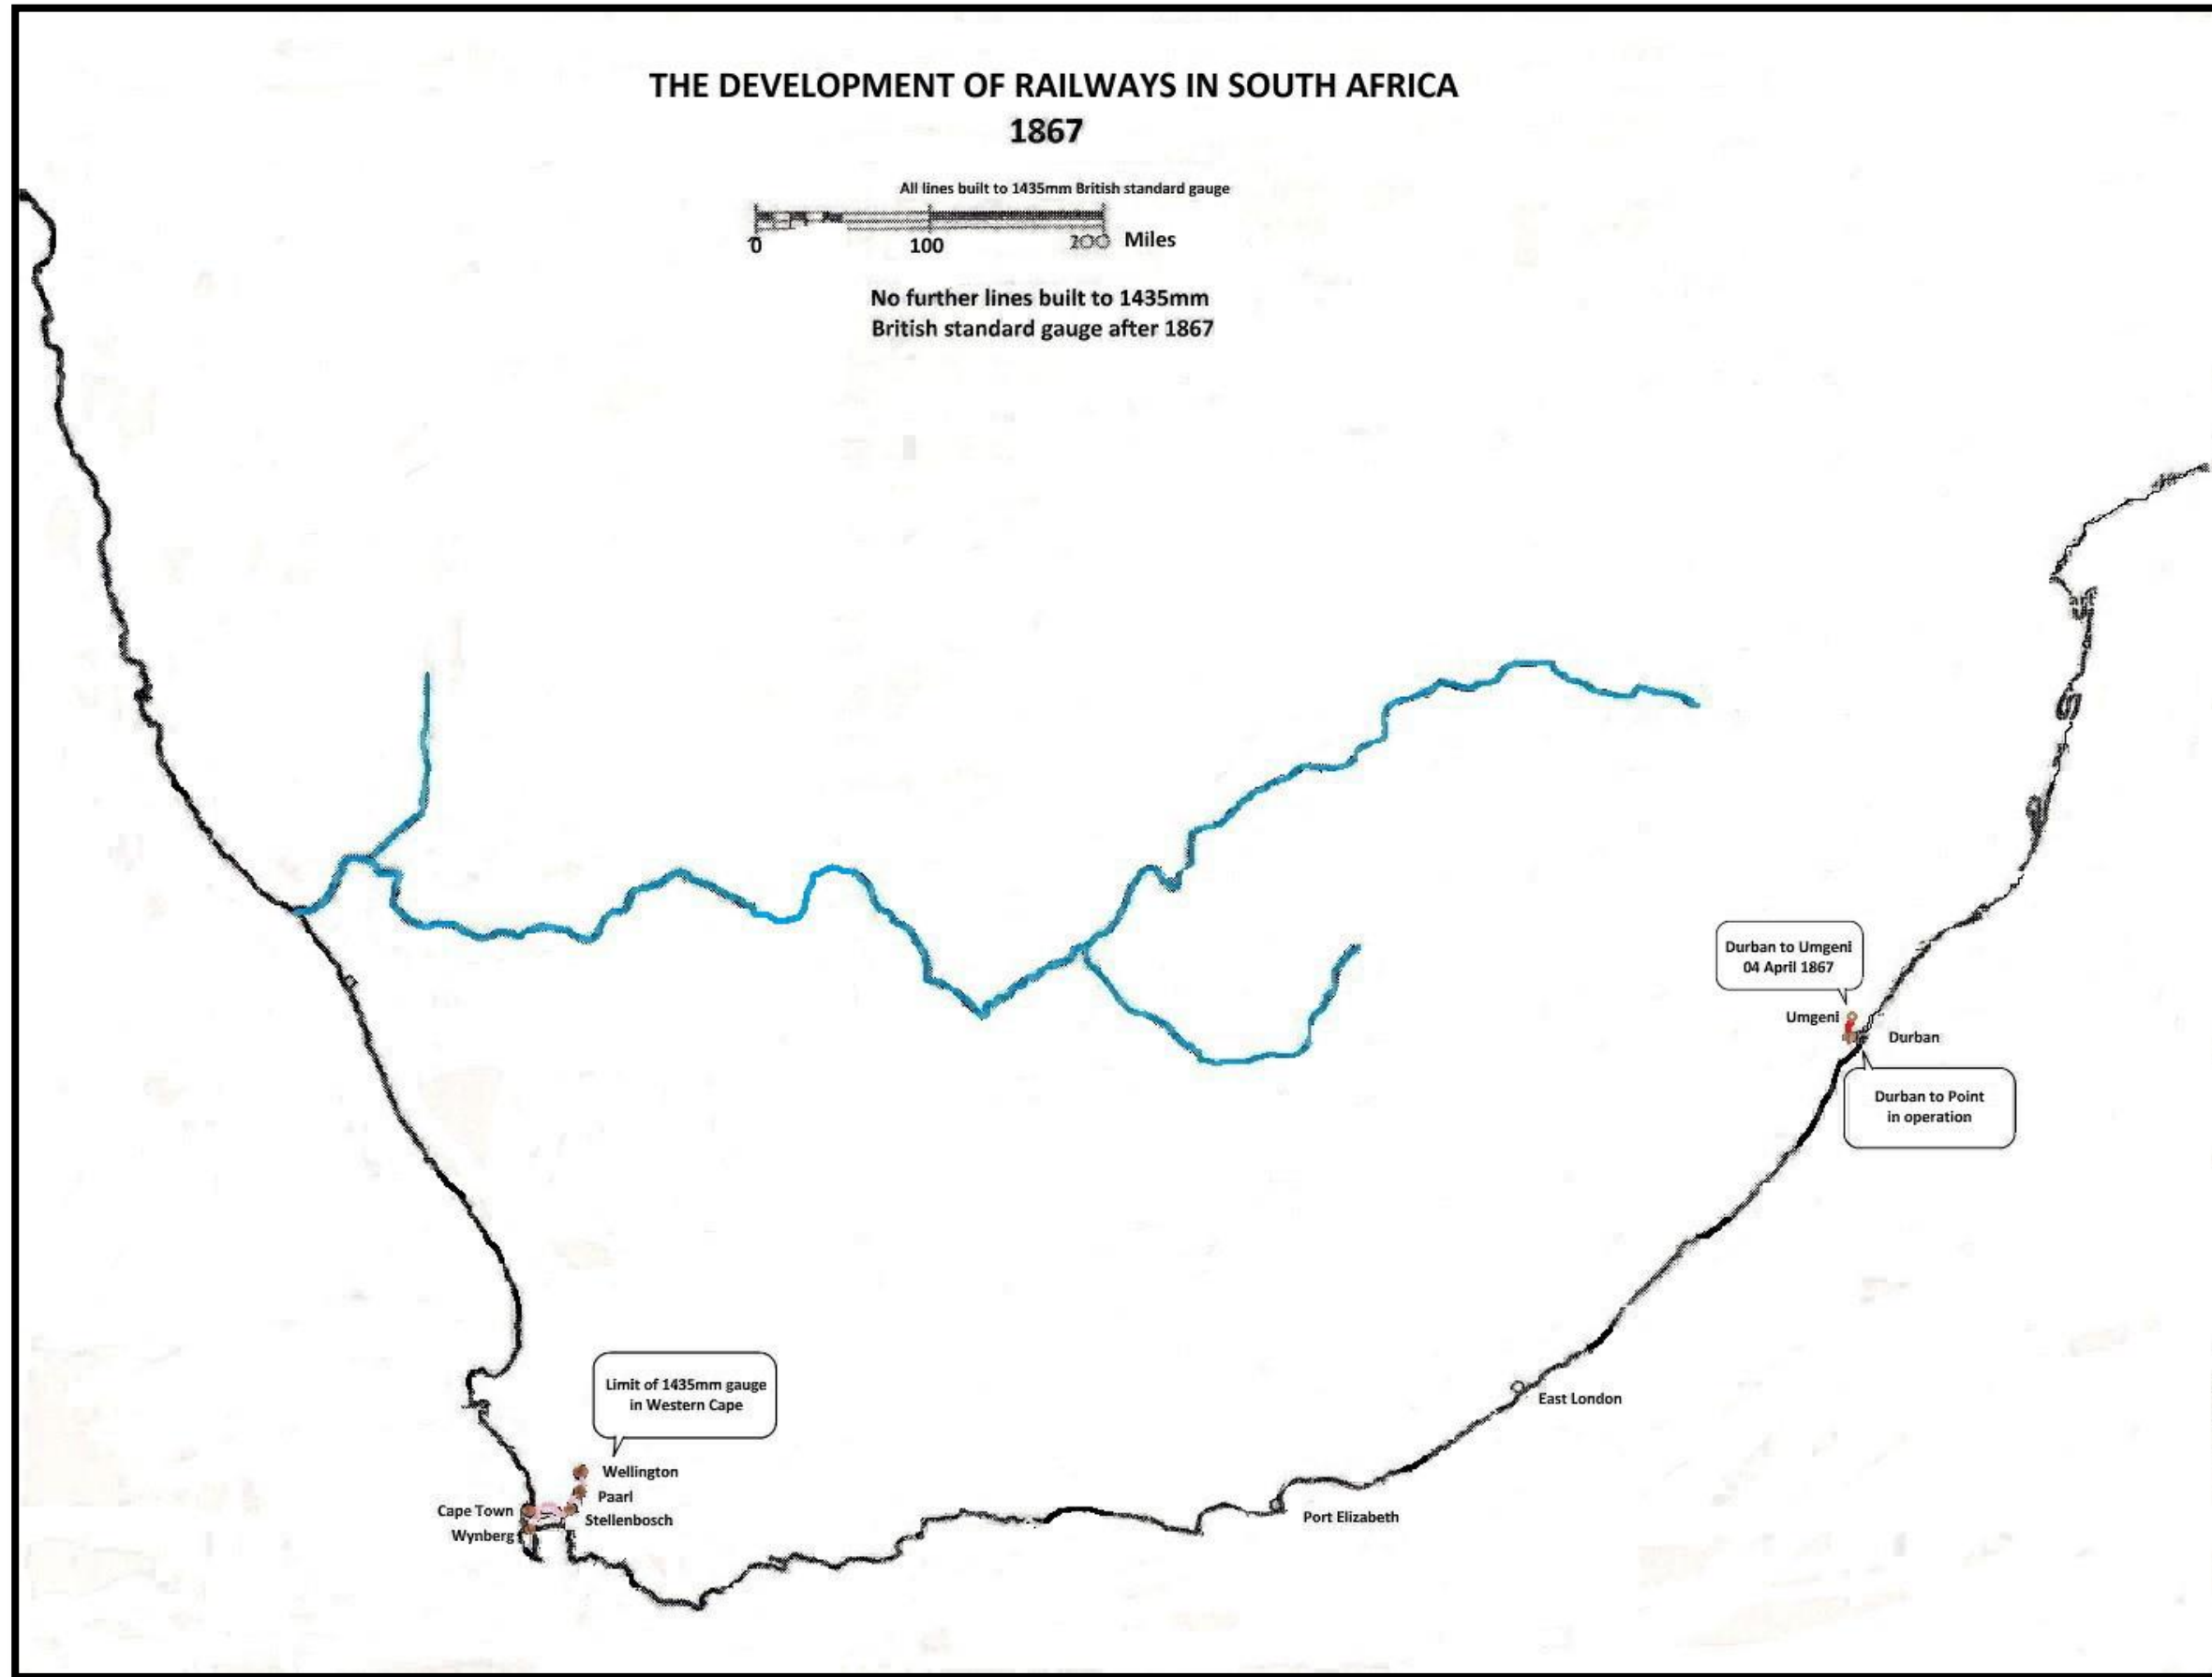 THE DEVELOPMENT OF RAILWAYS IN SOUTH AFRICA
1867
All lines built to 1435mm British standard gauge
0 100 200 Miles
No further lines built to 1435mm
British standard gauge after 1867
Durban to Umgeni
04 April 1867
Umgeni
Durban
Durban to Point
in operation
Limit of 1435mm gauge
in Western Cape
East London
Wellington
Paarl
Cape Town
Stellenbosch
Wynberg
Port Elizabeth